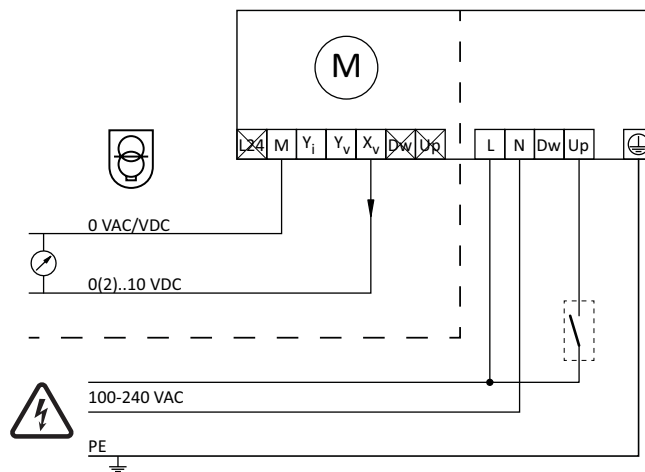 M
L24 M Yi Yv Xv Dw Up L N Dw Up
0 VAC/VDC
0(2)..10 VDC
100-240 VAC
PE